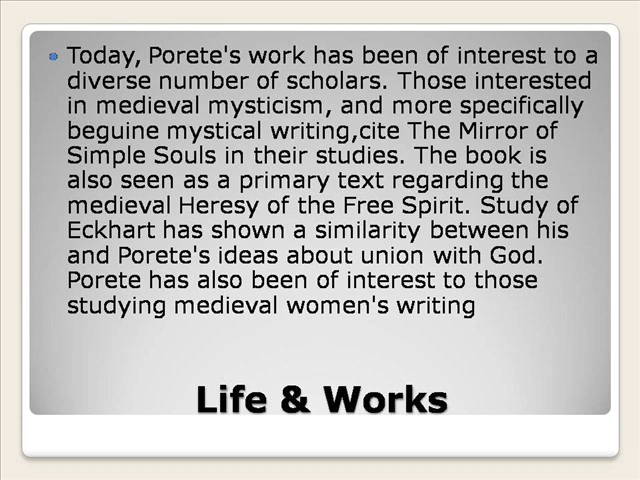 Today, Porete's work has been of interest to a
diverse number of scholars. Those interested
in medieval mysticism, and more specifically
beguine mystical writing,cite The Mirror of
Simple Souls in their studies. The book is
also seen as a primary text regarding the
medieval Heresy of the Free Spirit. Study of
Eckhart has shown a similarity between his
and Porete's ideas about union with God.
Porete has also been of interest to those
studying medieval women's writing
Life & Works